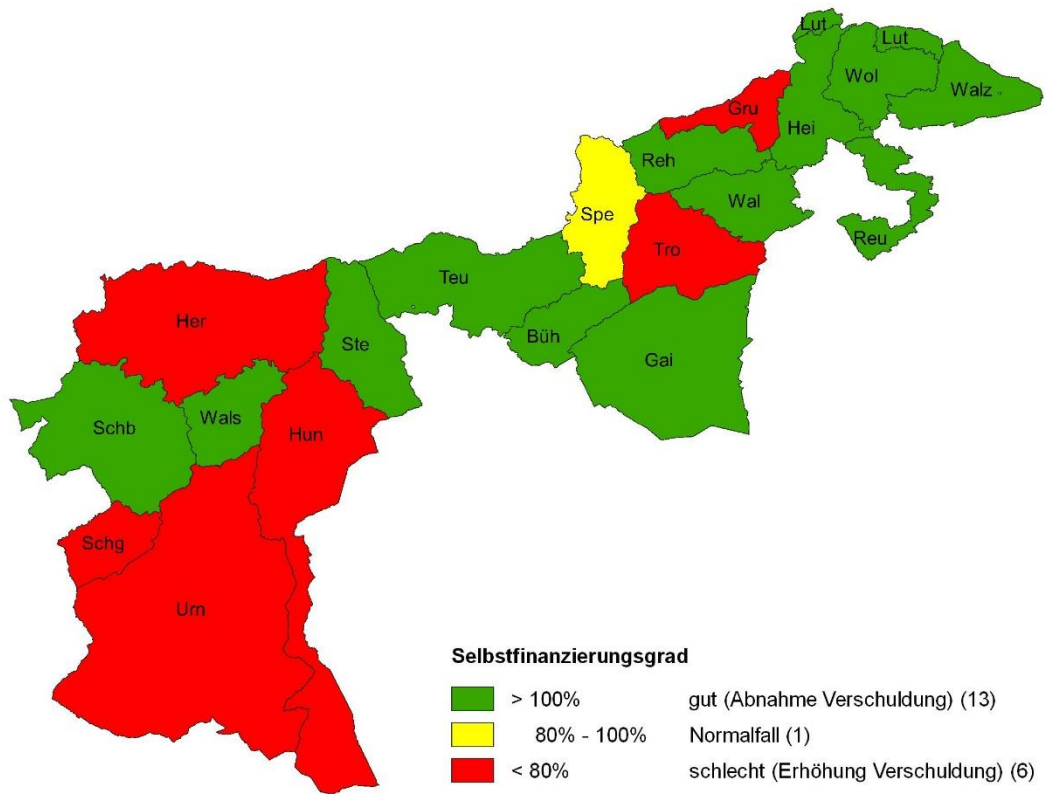 Lut
Lut
Wol
Walz
Gru
Hei
Reh
Wal
Spe
Reu
Tro
Teu
Her
Büh
Ste
Gai
Wals
Schb
Hun
Schg
Urn
Selbstfinanzierungsgrad
> 100% gut (Abnahme Verschuldung) (13)
80% - 100% Normalfall (1)
< 80% schlecht (Erhöhung Verschuldung) (6)